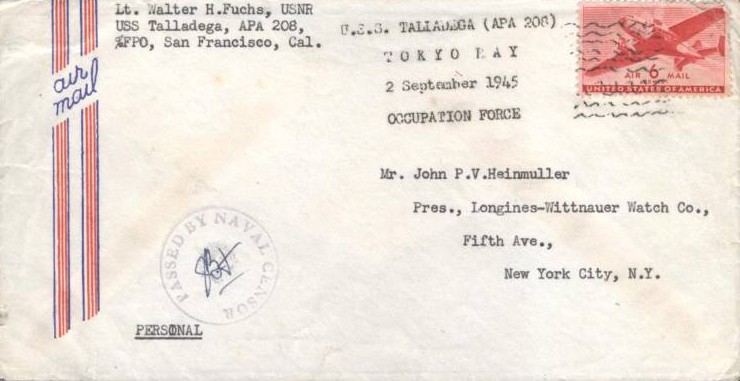 Lt. Walter H.Fuchs, USNR
USS Talladega, APA 208,
%FPO, San Francisco, Cal.
U.S.S. TALLADEGA (APA 208)
TOKYO BAY
2 September 1945
OCCUPATION FORCE
air
mail
AIR 6¢ MAIL
UNITED STATES OF AMERICA
Mr. John P.V.Heinmuller
Pres., Longines-Wittnauer Watch Co.,
Fifth Ave.,
New York City, N.Y.
PASSED BY NAVAL CENSOR
PERSONAL